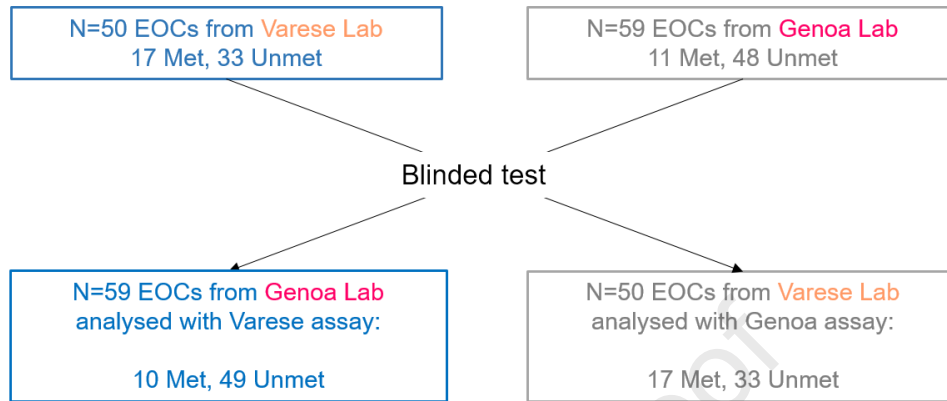 N=50 EOCs from Varese Lab
17 Met, 33 Unmet
N=59 EOCs from Genoa Lab
11 Met, 48 Unmet
Blinded test
N=59 EOCs from Genoa Lab
analysed with Varese assay:
10 Met, 49 Unmet
N=50 EOCs from Varese Lab
analysed with Genoa assay:
17 Met, 33 Unmet